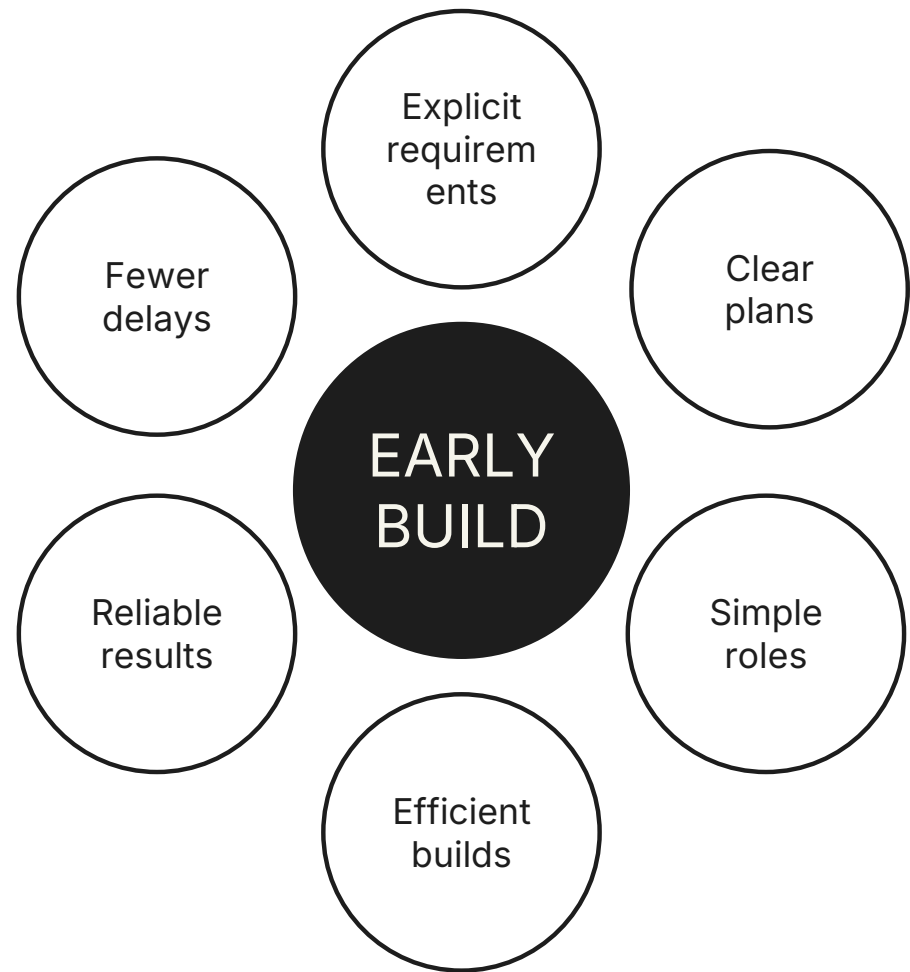 Explicit
requirem
ents
Fewer
delays
Clear
plans
EARLY
BUILD
Reliable
results
Simple
roles
Efficient
builds